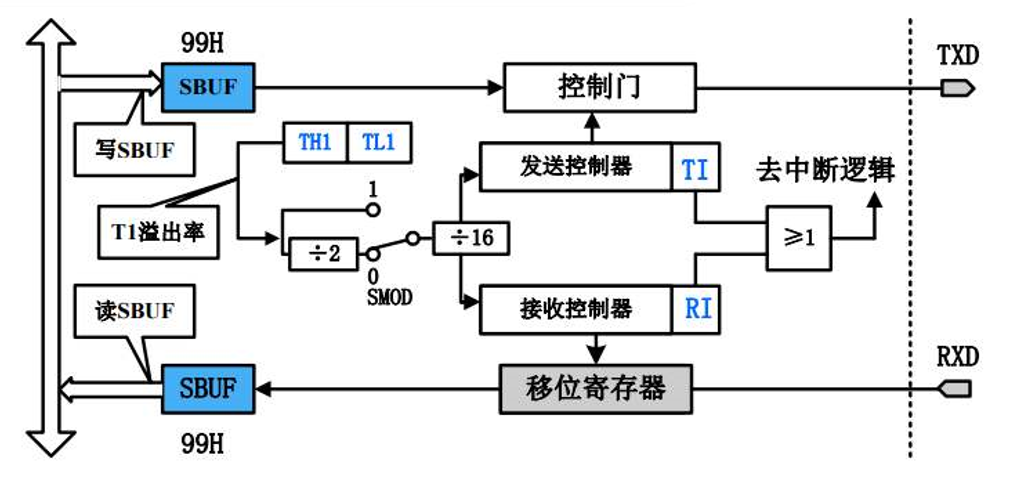 99H
TXD
SBUF
控制门
写SBUF
TH1 TL1
发送控制器 TI
去中断逻辑
1
T1溢出率
÷2
÷16
≥1
0
SMOD
读SBUF
接收控制器 RI
RXD
SBUF
移位寄存器
99H